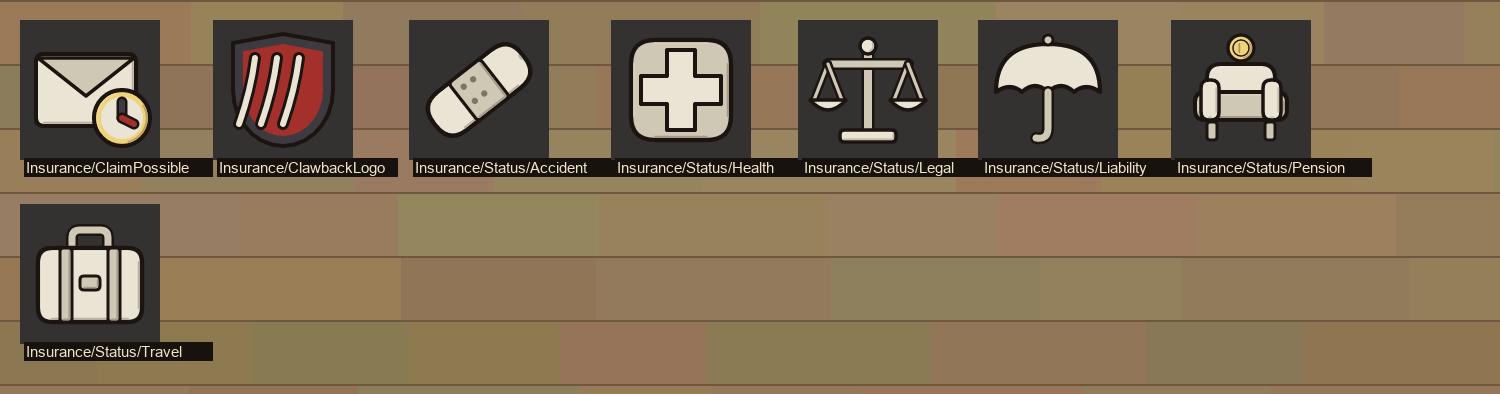 Insurance/ClaimPossible
Insurance/ClawbackLogo
Insurance/Status/Accident
Insurance/Status/Health
Insurance/Status/Legal
Insurance/Status/Liability
Insurance/Status/Pension
Insurance/Status/Travel